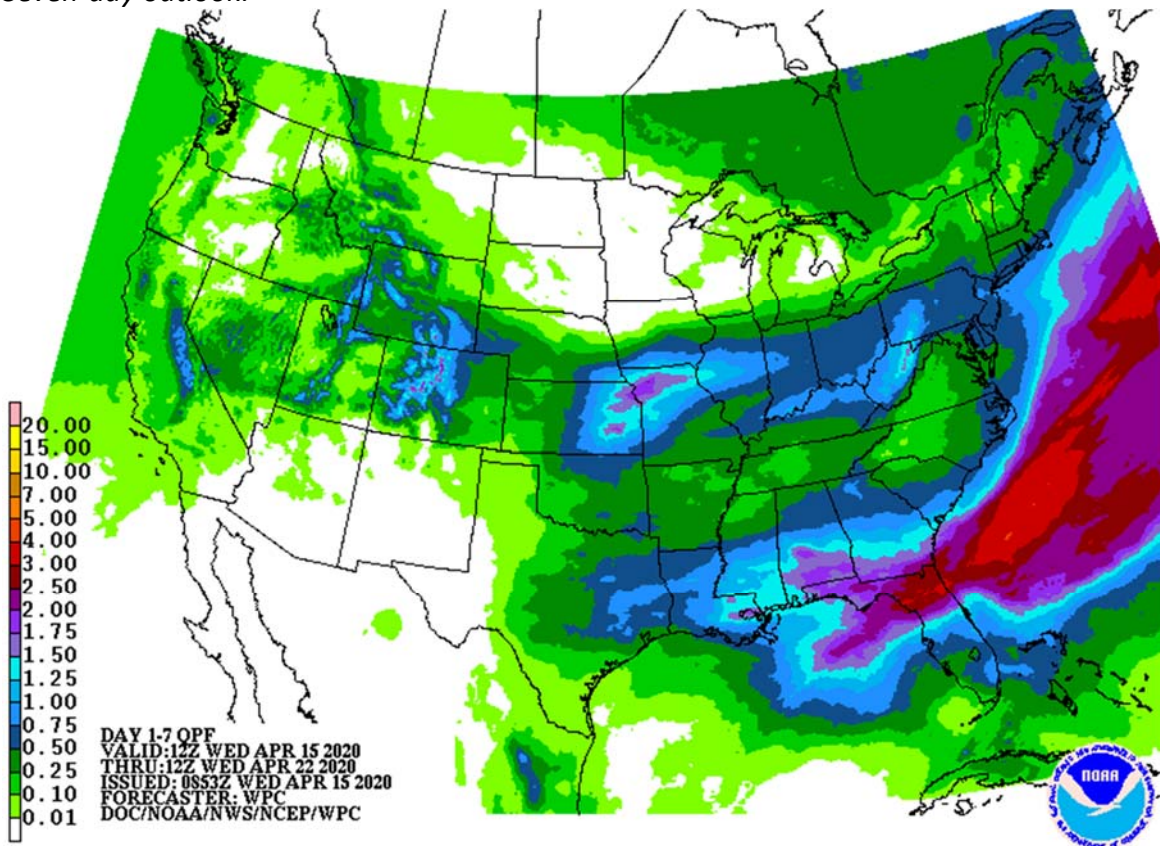 seven-day outlook.
20.00
15.00
10.00
7.00
5.00
4.00
3.00
2.50
2.00
1.75
1.50
1.25
1.00
0.75
0.50
0.25
0.10
0.01
DAY 1-7 QPF
VALID:12Z WED APR 15 2020
THRU:12Z WED APR 22 2020
ISSUED: 0853Z WED APR 15 2020
FORECASTER: WPC
DOC/NOAA/NWS/NCEP/WPC
NOAA